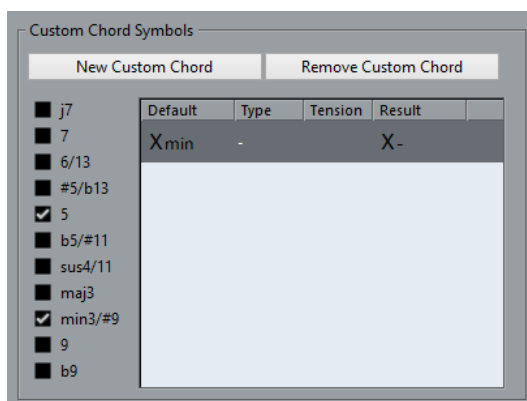 Custom Chord Symbols
New Custom Chord Remove Custom Chord
j7
7
6/13
#5/b13
5
b5/#11
sus4/11
maj3
min3/#9
9
b9
Default Type Tension Result
Xmin - X-